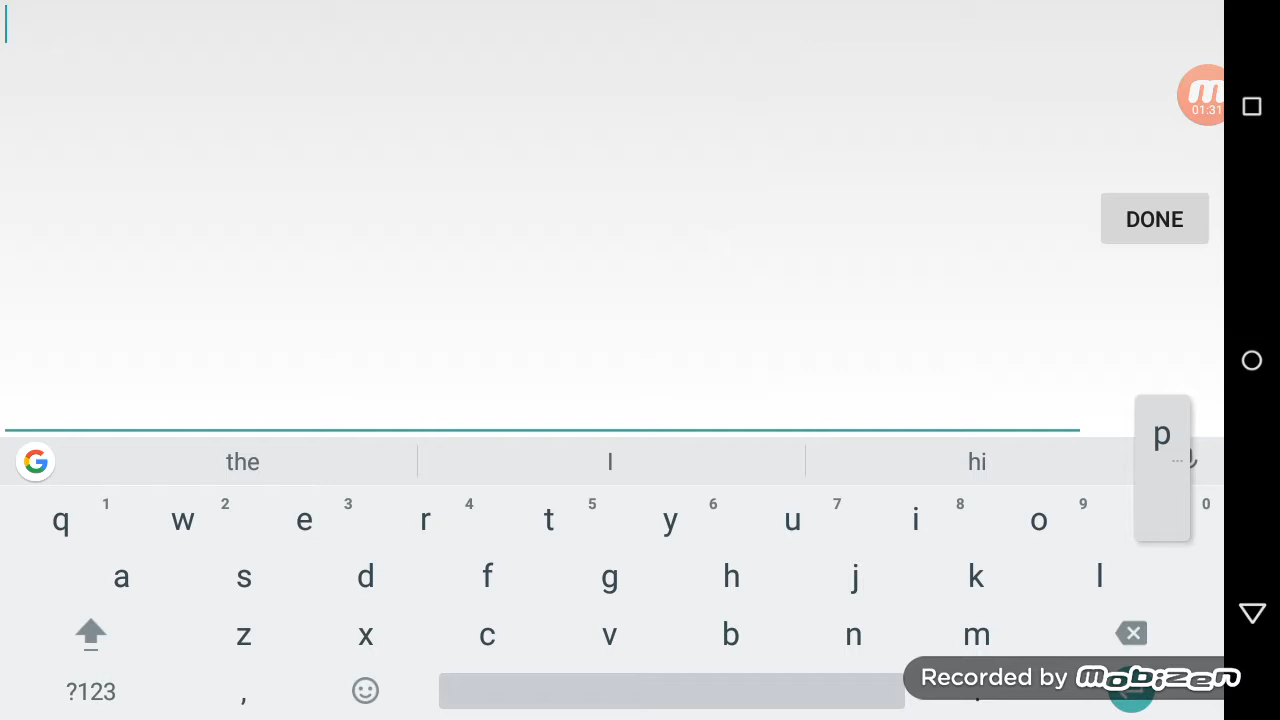 01:31
DONE
p
the I hi
q 1 w 2 e 3 r 4 t 5 y 6 u 7 i 8 o 9 0
a s d f g h j k l
z x c v b n m
?123 , .
Recorded by mobizen